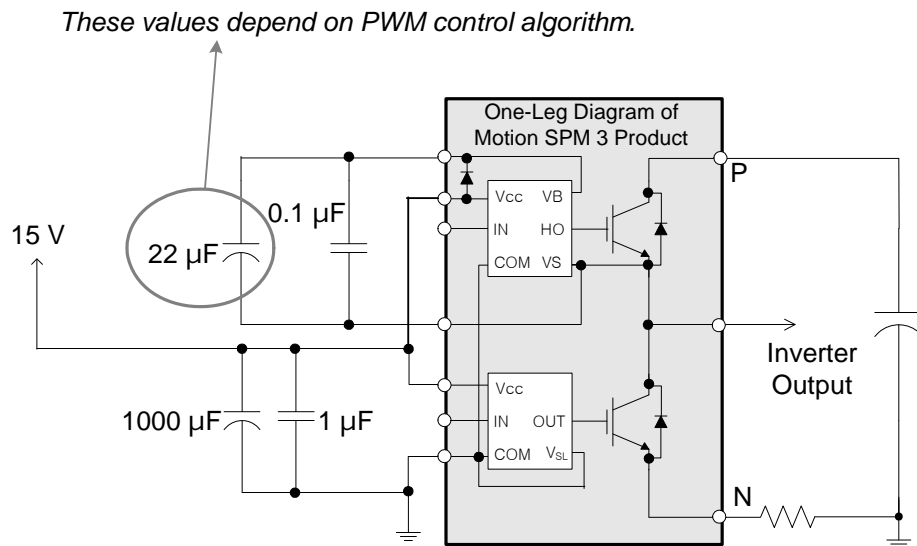 These values depend on PWM control algorithm.
One-Leg Diagram of
Motion SPM 3 Product
P
Vcc VB
0.1 µF
IN HO
15 V
22 µF
COM VS
Inverter
Output
Vcc
1000 µF
1 µF
IN OUT
COM VSL
N